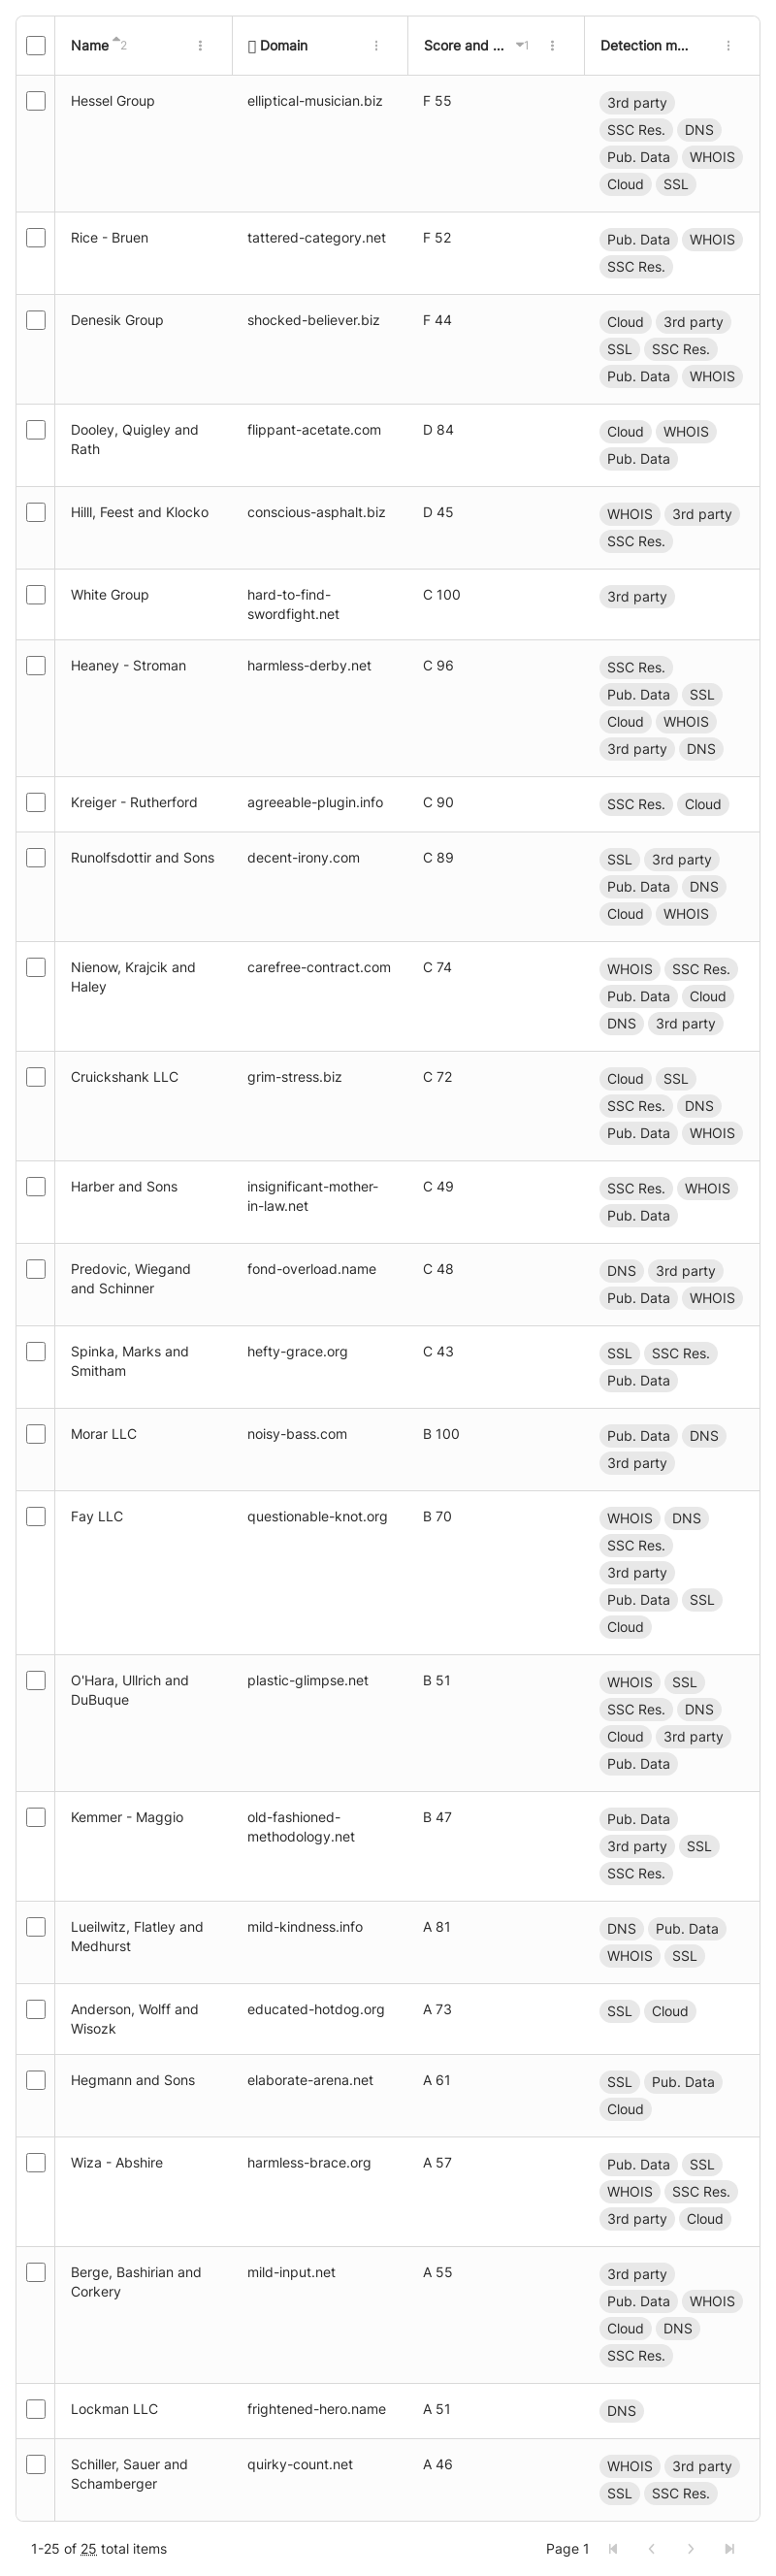 Name 2 Domain Score and ... 1 Detection m...
Hessel Group elliptical-musician.biz F 55 3rd party
SSC Res. DNS
Pub. Data WHOIS
Cloud SSL
Rice - Bruen tattered-category.net F 52 Pub. Data WHOIS
SSC Res.
Denesik Group shocked-believer.biz F 44 Cloud 3rd party
SSL SSC Res.
Pub. Data WHOIS
Dooley, Quigley and flippant-acetate.com D 84 Cloud WHOIS
Rath Pub. Data
Hilll, Feest and Klocko conscious-asphalt.biz D 45 WHOIS 3rd party
SSC Res.
White Group hard-to-find- C 100 3rd party
swordfight.net
Heaney - Stroman harmless-derby.net C 96 SSC Res.
Pub. Data SSL
Cloud WHOIS
3rd party DNS
Kreiger - Rutherford agreeable-plugin.info C 90 SSC Res. Cloud
Runolfsdottir and Sons decent-irony.com C 89 SSL 3rd party
Pub. Data DNS
Cloud WHOIS
Nienow, Krajcik and carefree-contract.com C 74 WHOIS SSC Res.
Haley Pub. Data Cloud
DNS 3rd party
Cruickshank LLC grim-stress.biz C 72 Cloud SSL
SSC Res. DNS
Pub. Data WHOIS
Harber and Sons insignificant-mother- C 49 SSC Res. WHOIS
in-law.net Pub. Data
Predovic, Wiegand fond-overload.name C 48 DNS 3rd party
and Schinner Pub. Data WHOIS
Spinka, Marks and hefty-grace.org C 43 SSL SSC Res.
Smitham Pub. Data
Morar LLC noisy-bass.com B 100 Pub. Data DNS
3rd party
Fay LLC questionable-knot.org B 70 WHOIS DNS
SSC Res.
3rd party
Pub. Data SSL
Cloud
O'Hara, Ullrich and plastic-glimpse.net B 51 WHOIS SSL
DuBuque SSC Res. DNS
Cloud 3rd party
Pub. Data
Kemmer - Maggio old-fashioned- B 47 Pub. Data
methodology.net 3rd party SSL
SSC Res.
Lueilwitz, Flatley and mild-kindness.info A 81 DNS Pub. Data
Medhurst WHOIS SSL
Anderson, Wolff and educated-hotdog.org A 73 SSL Cloud
Wisozk
Hegmann and Sons elaborate-arena.net A 61 SSL Pub. Data
Cloud
Wiza - Abshire harmless-brace.org A 57 Pub. Data SSL
WHOIS SSC Res.
3rd party Cloud
Berge, Bashirian and mild-input.net A 55 3rd party
Corkery Pub. Data WHOIS
Cloud DNS
SSC Res.
Lockman LLC frightened-hero.name A 51 DNS
Schiller, Sauer and quirky-count.net A 46 WHOIS 3rd party
Schamberger SSL SSC Res.
1-25 of 25 total items Page 1